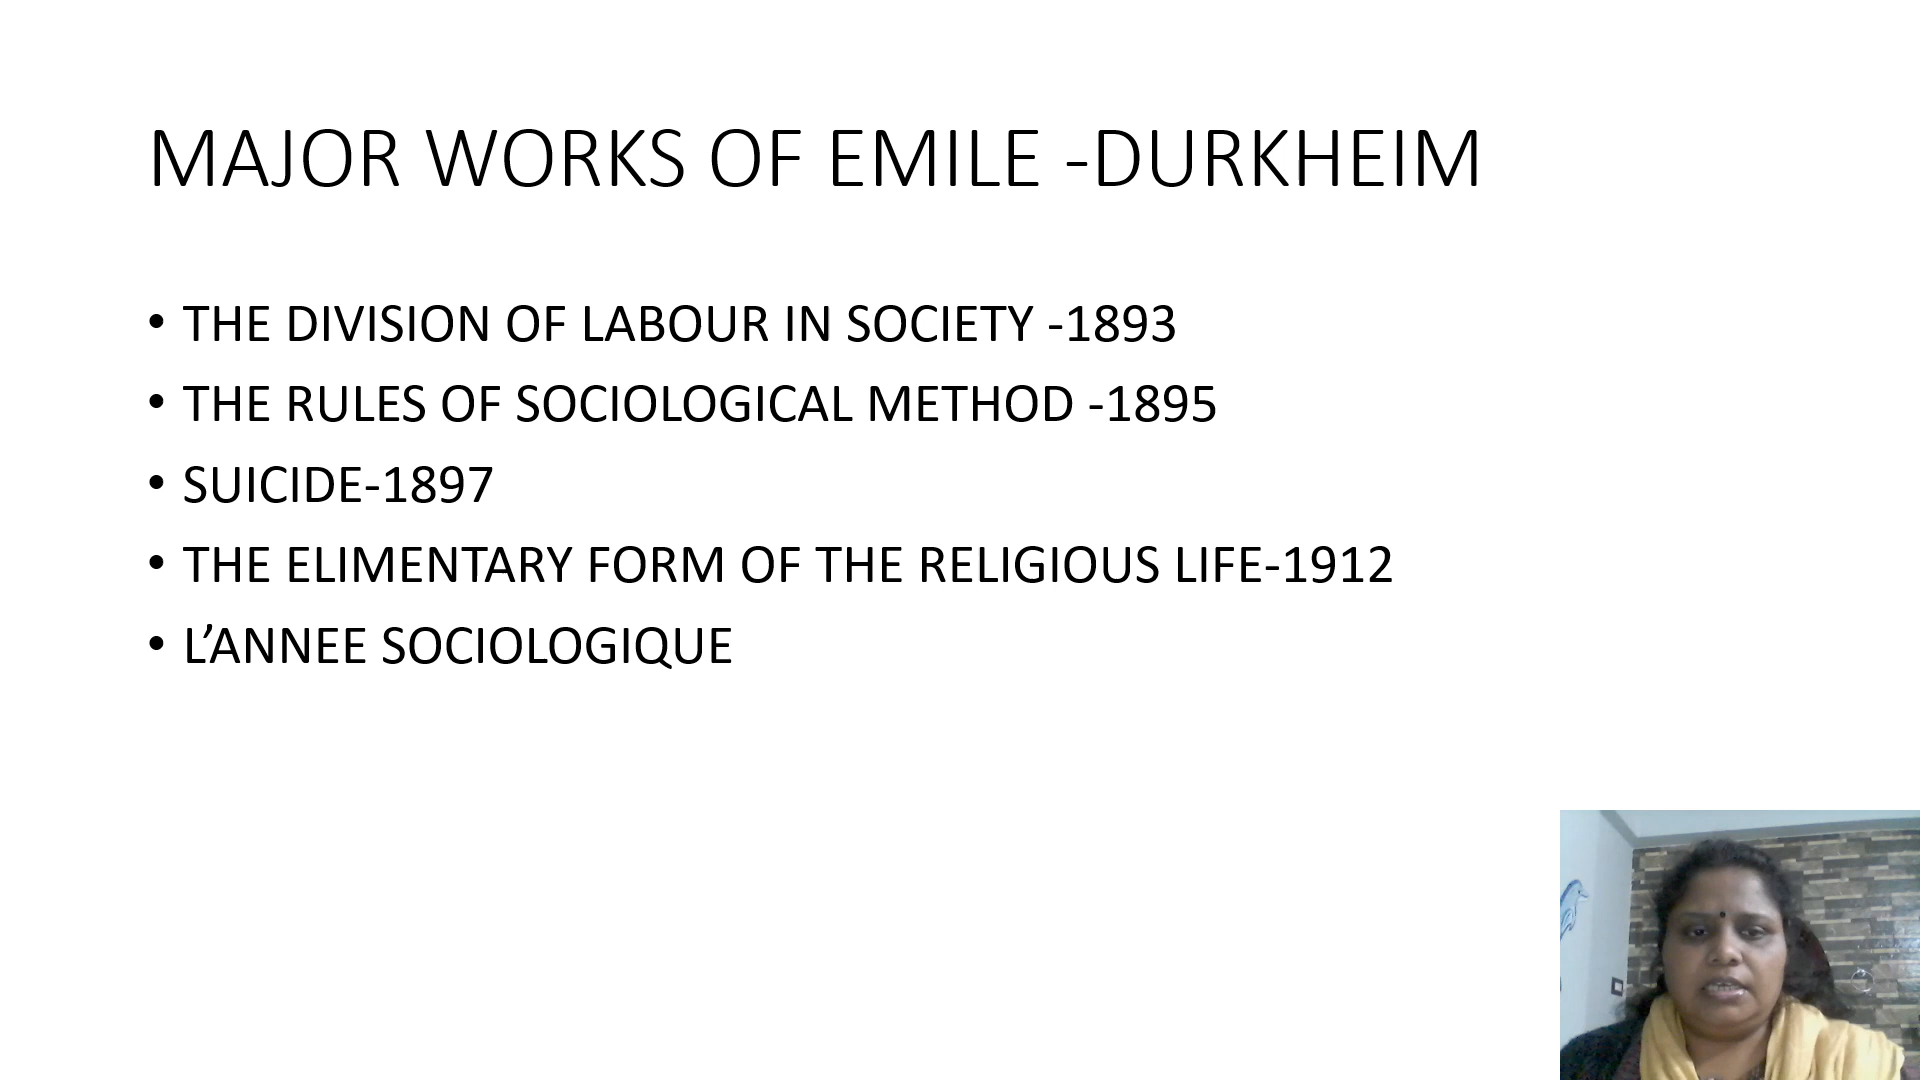 MAJOR WORKS OF EMILE -DURKHEIM
• THE DIVISION OF LABOUR IN SOCIETY -1893
• THE RULES OF SOCIOLOGICAL METHOD -1895
• SUICIDE-1897
• THE ELIMENTARY FORM OF THE RELIGIOUS LIFE-1912
• L’ANNEE SOCIOLOGIQUE